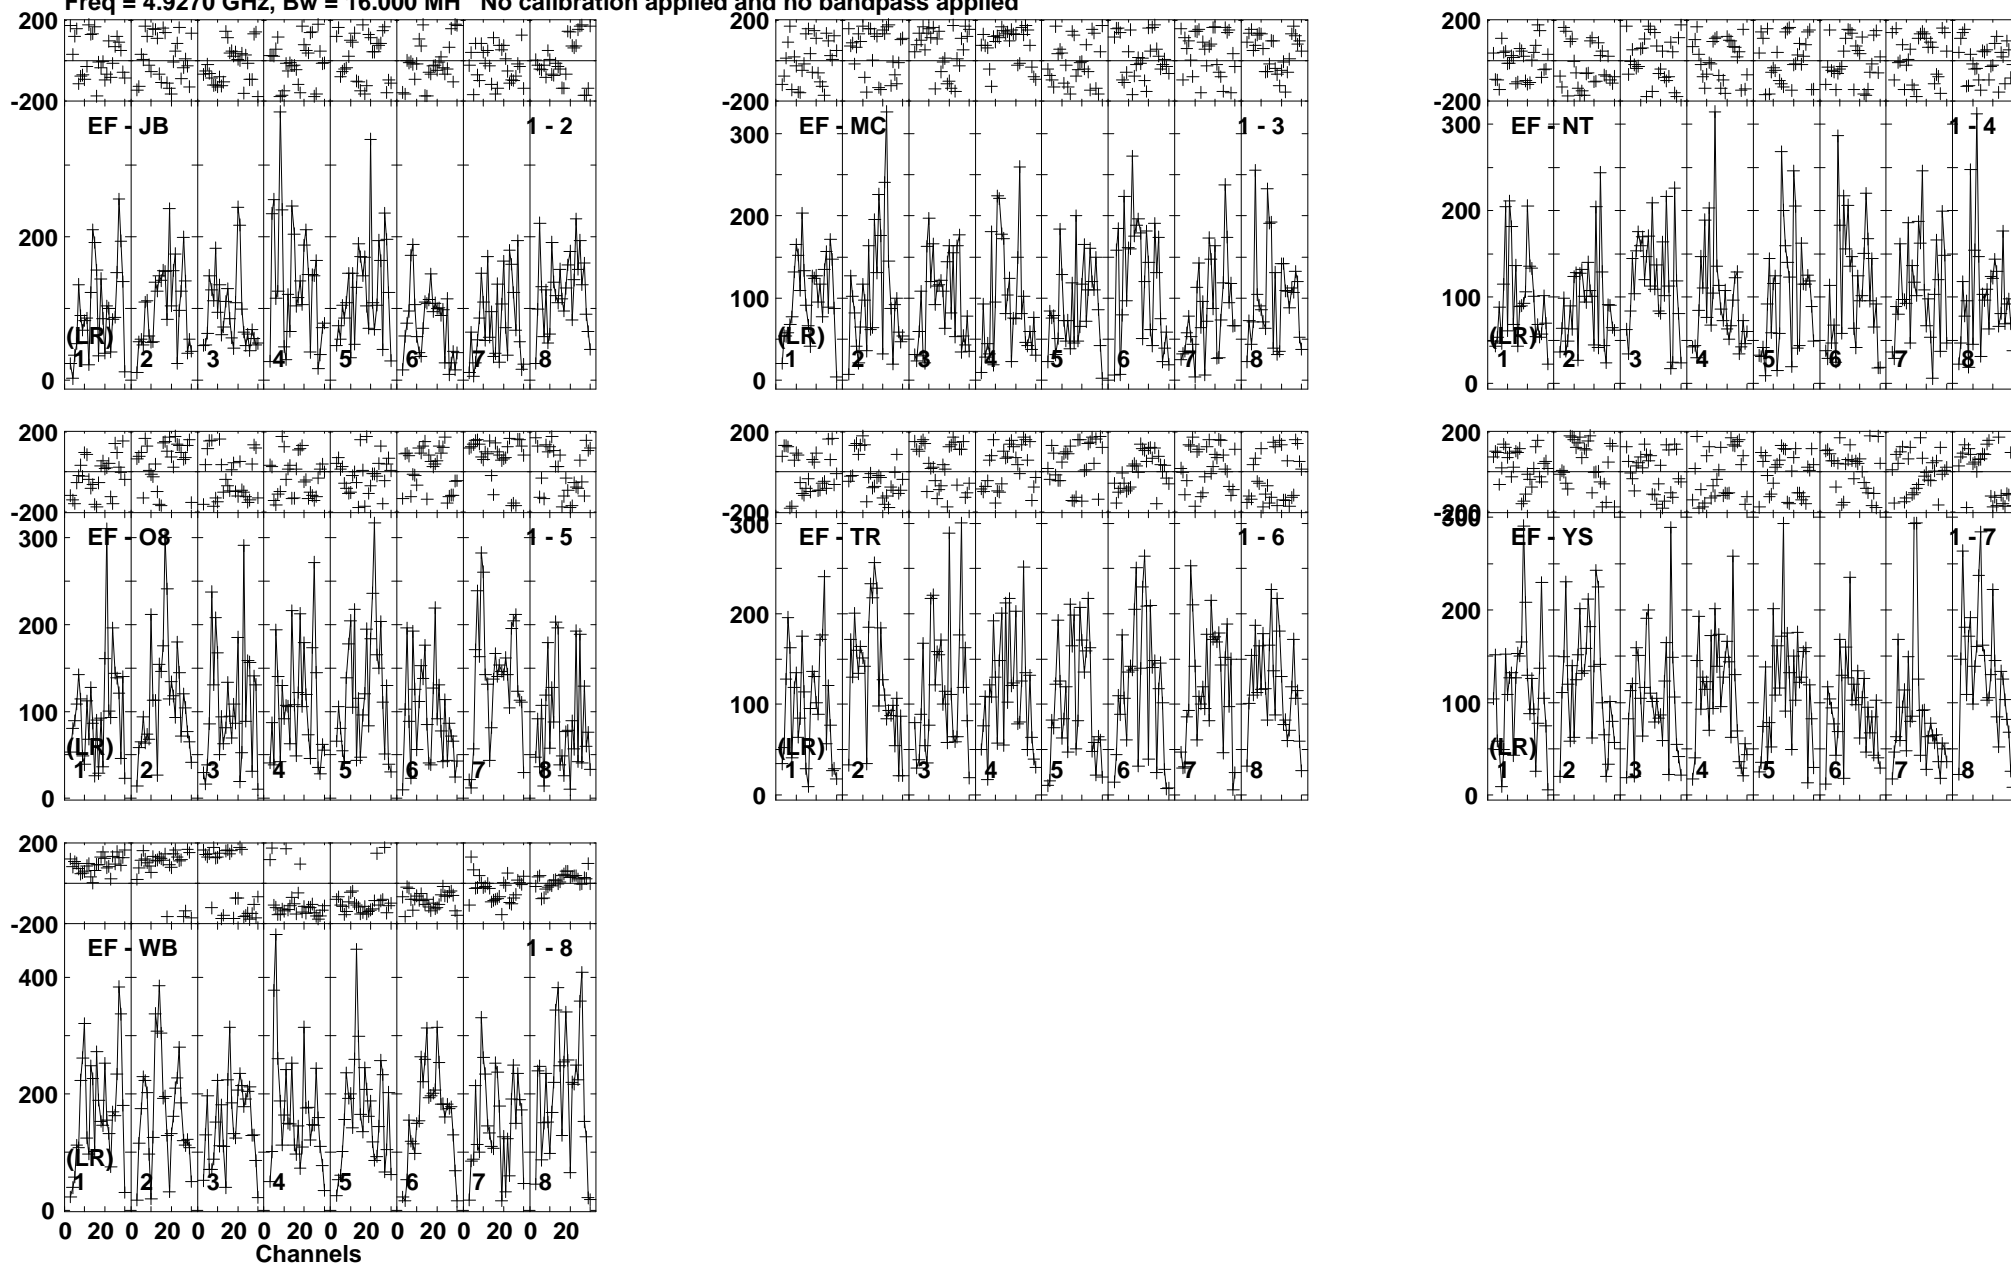 Freq = 4.9270 GHz, Bw = 16.000 MH No calibration applied and no bandpass applied
200 200 200
-200 -200 -200
EF - JB 1 - 2 EF - MC 1 - 3 EF - NT 1 - 4
300 300
200 200 200
100 100
(LR) (LR) (LR)
1 2 3 4 5 6 7 8 1 2 3 4 5 6 7 8 1 2 3 4 5 6 7 8
0 0 0
200 200 200
-200 -200 -200
300 300 300
EF - O8 1 - 5 EF - TR 1 - 6 EF - YS 1 - 7
200 200 200
100 100 100
(LR) (LR) (LR)
1 2 3 4 5 6 7 8 1 2 3 4 5 6 7 8 1 2 3 4 5 6 7 8
0 0 0
200
-200
EF - WB 1 - 8
400
200
(LR)
1 2 3 4 5 6 7 8
0
0 20 0 20 0 20 0 20 0 20 0 20 0 20 0 20
Channels